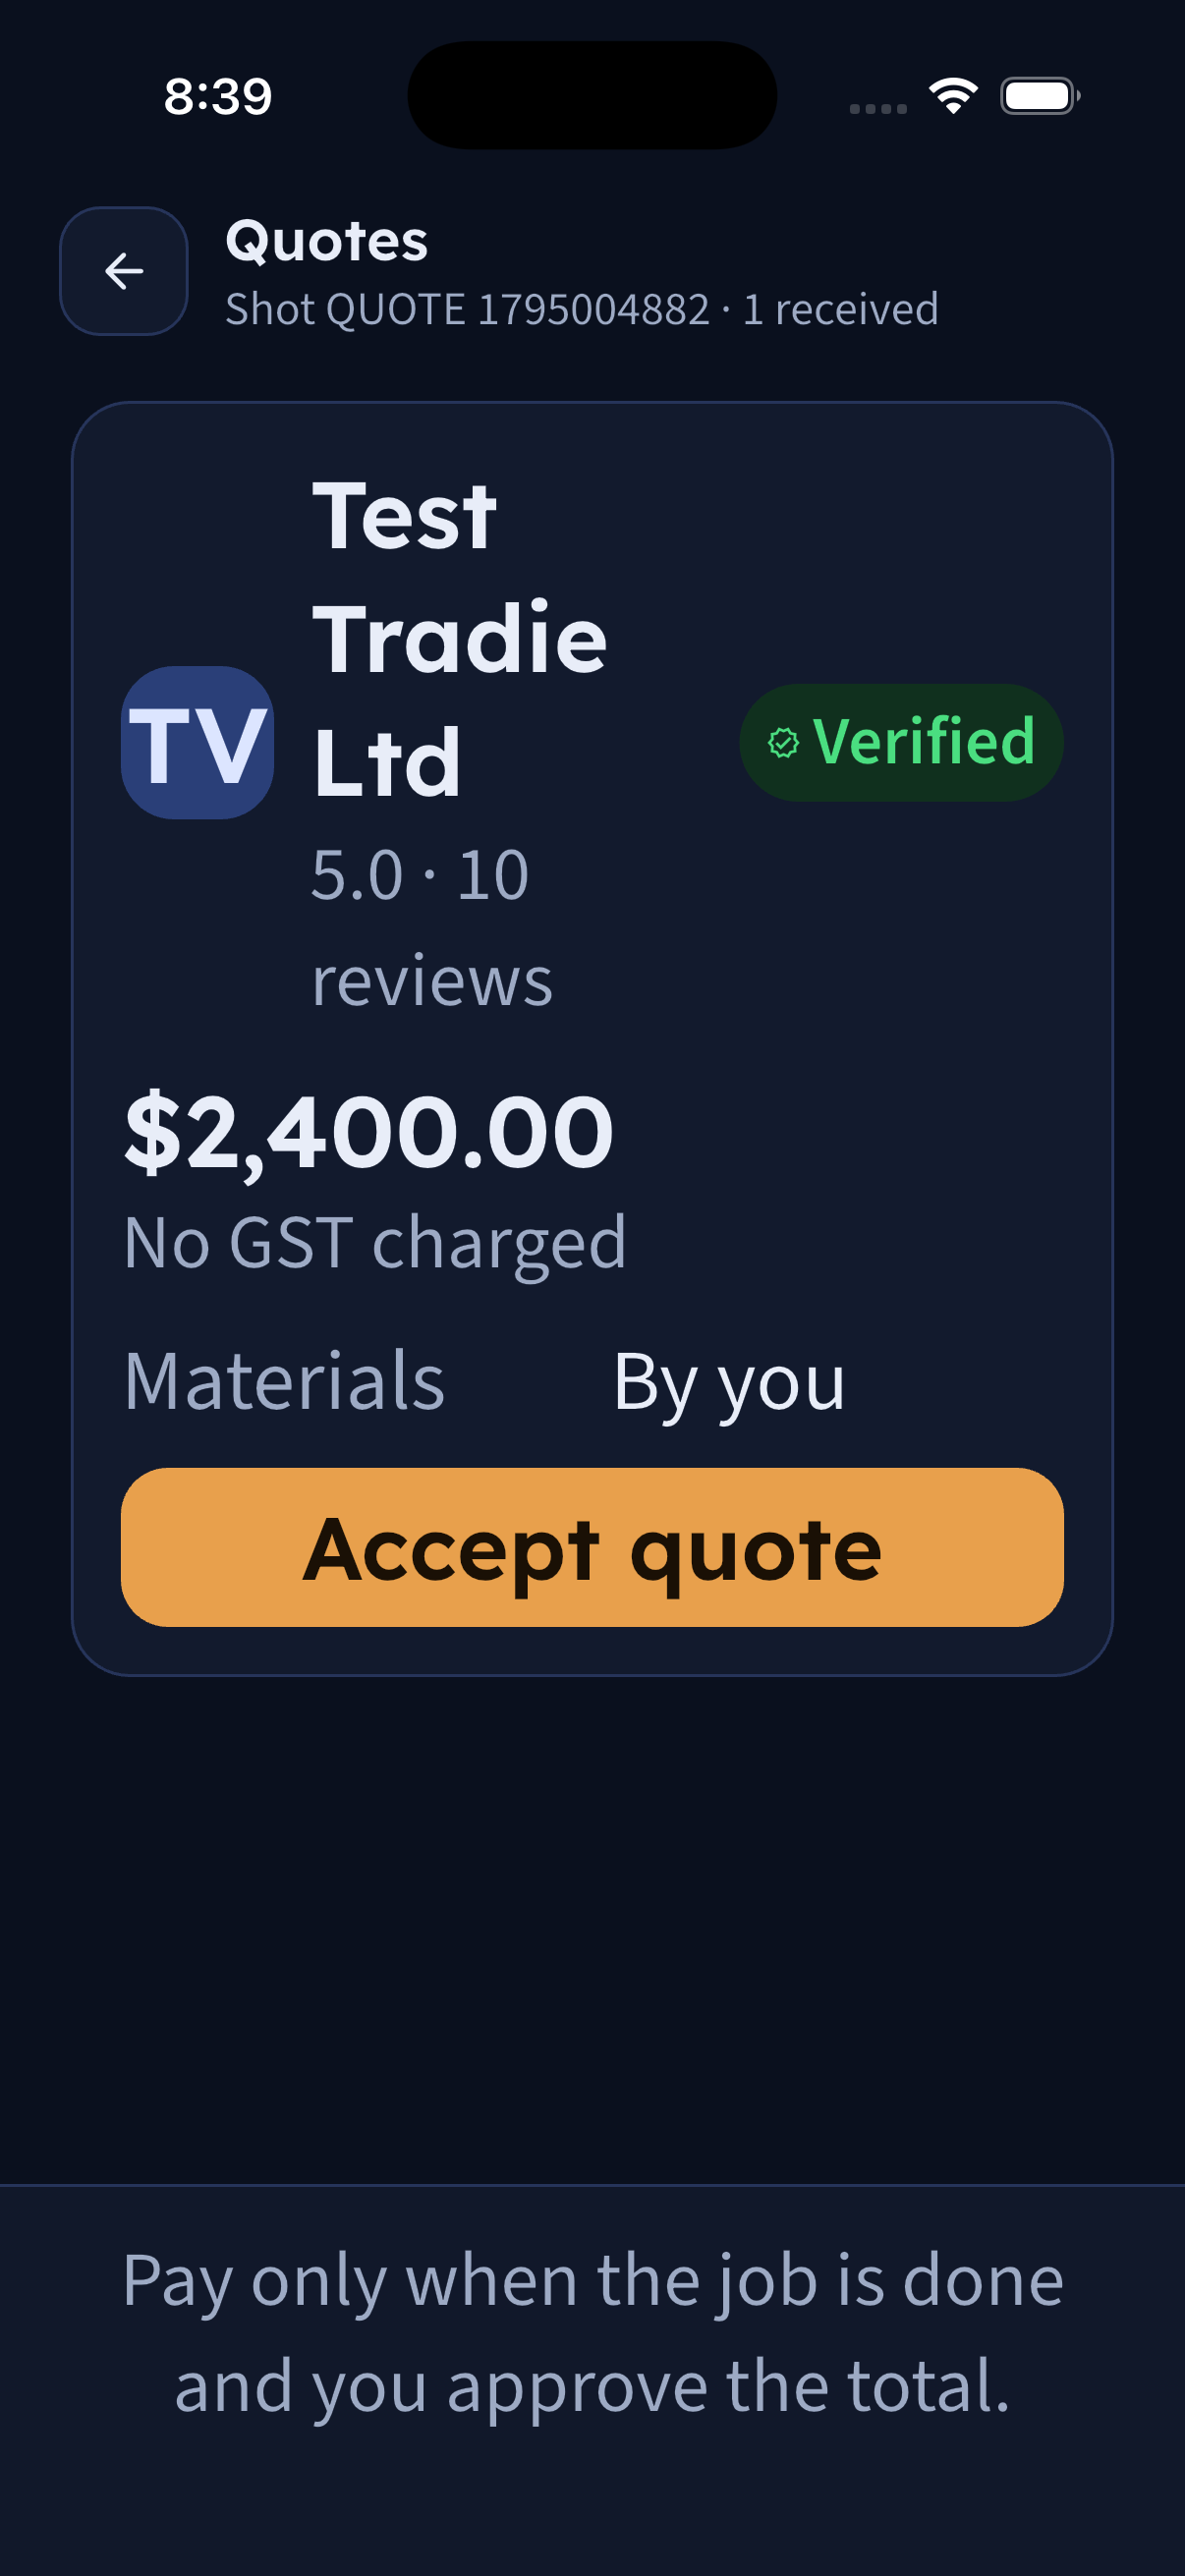 8:39
Quotes
Shot QUOTE 1795004882 · 1 received
TV
Test
Tradie
Ltd
5.0 · 10
reviews
Verified
$2,400.00
No GST charged
Materials By you
Accept quote
Pay only when the job is done
and you approve the total.